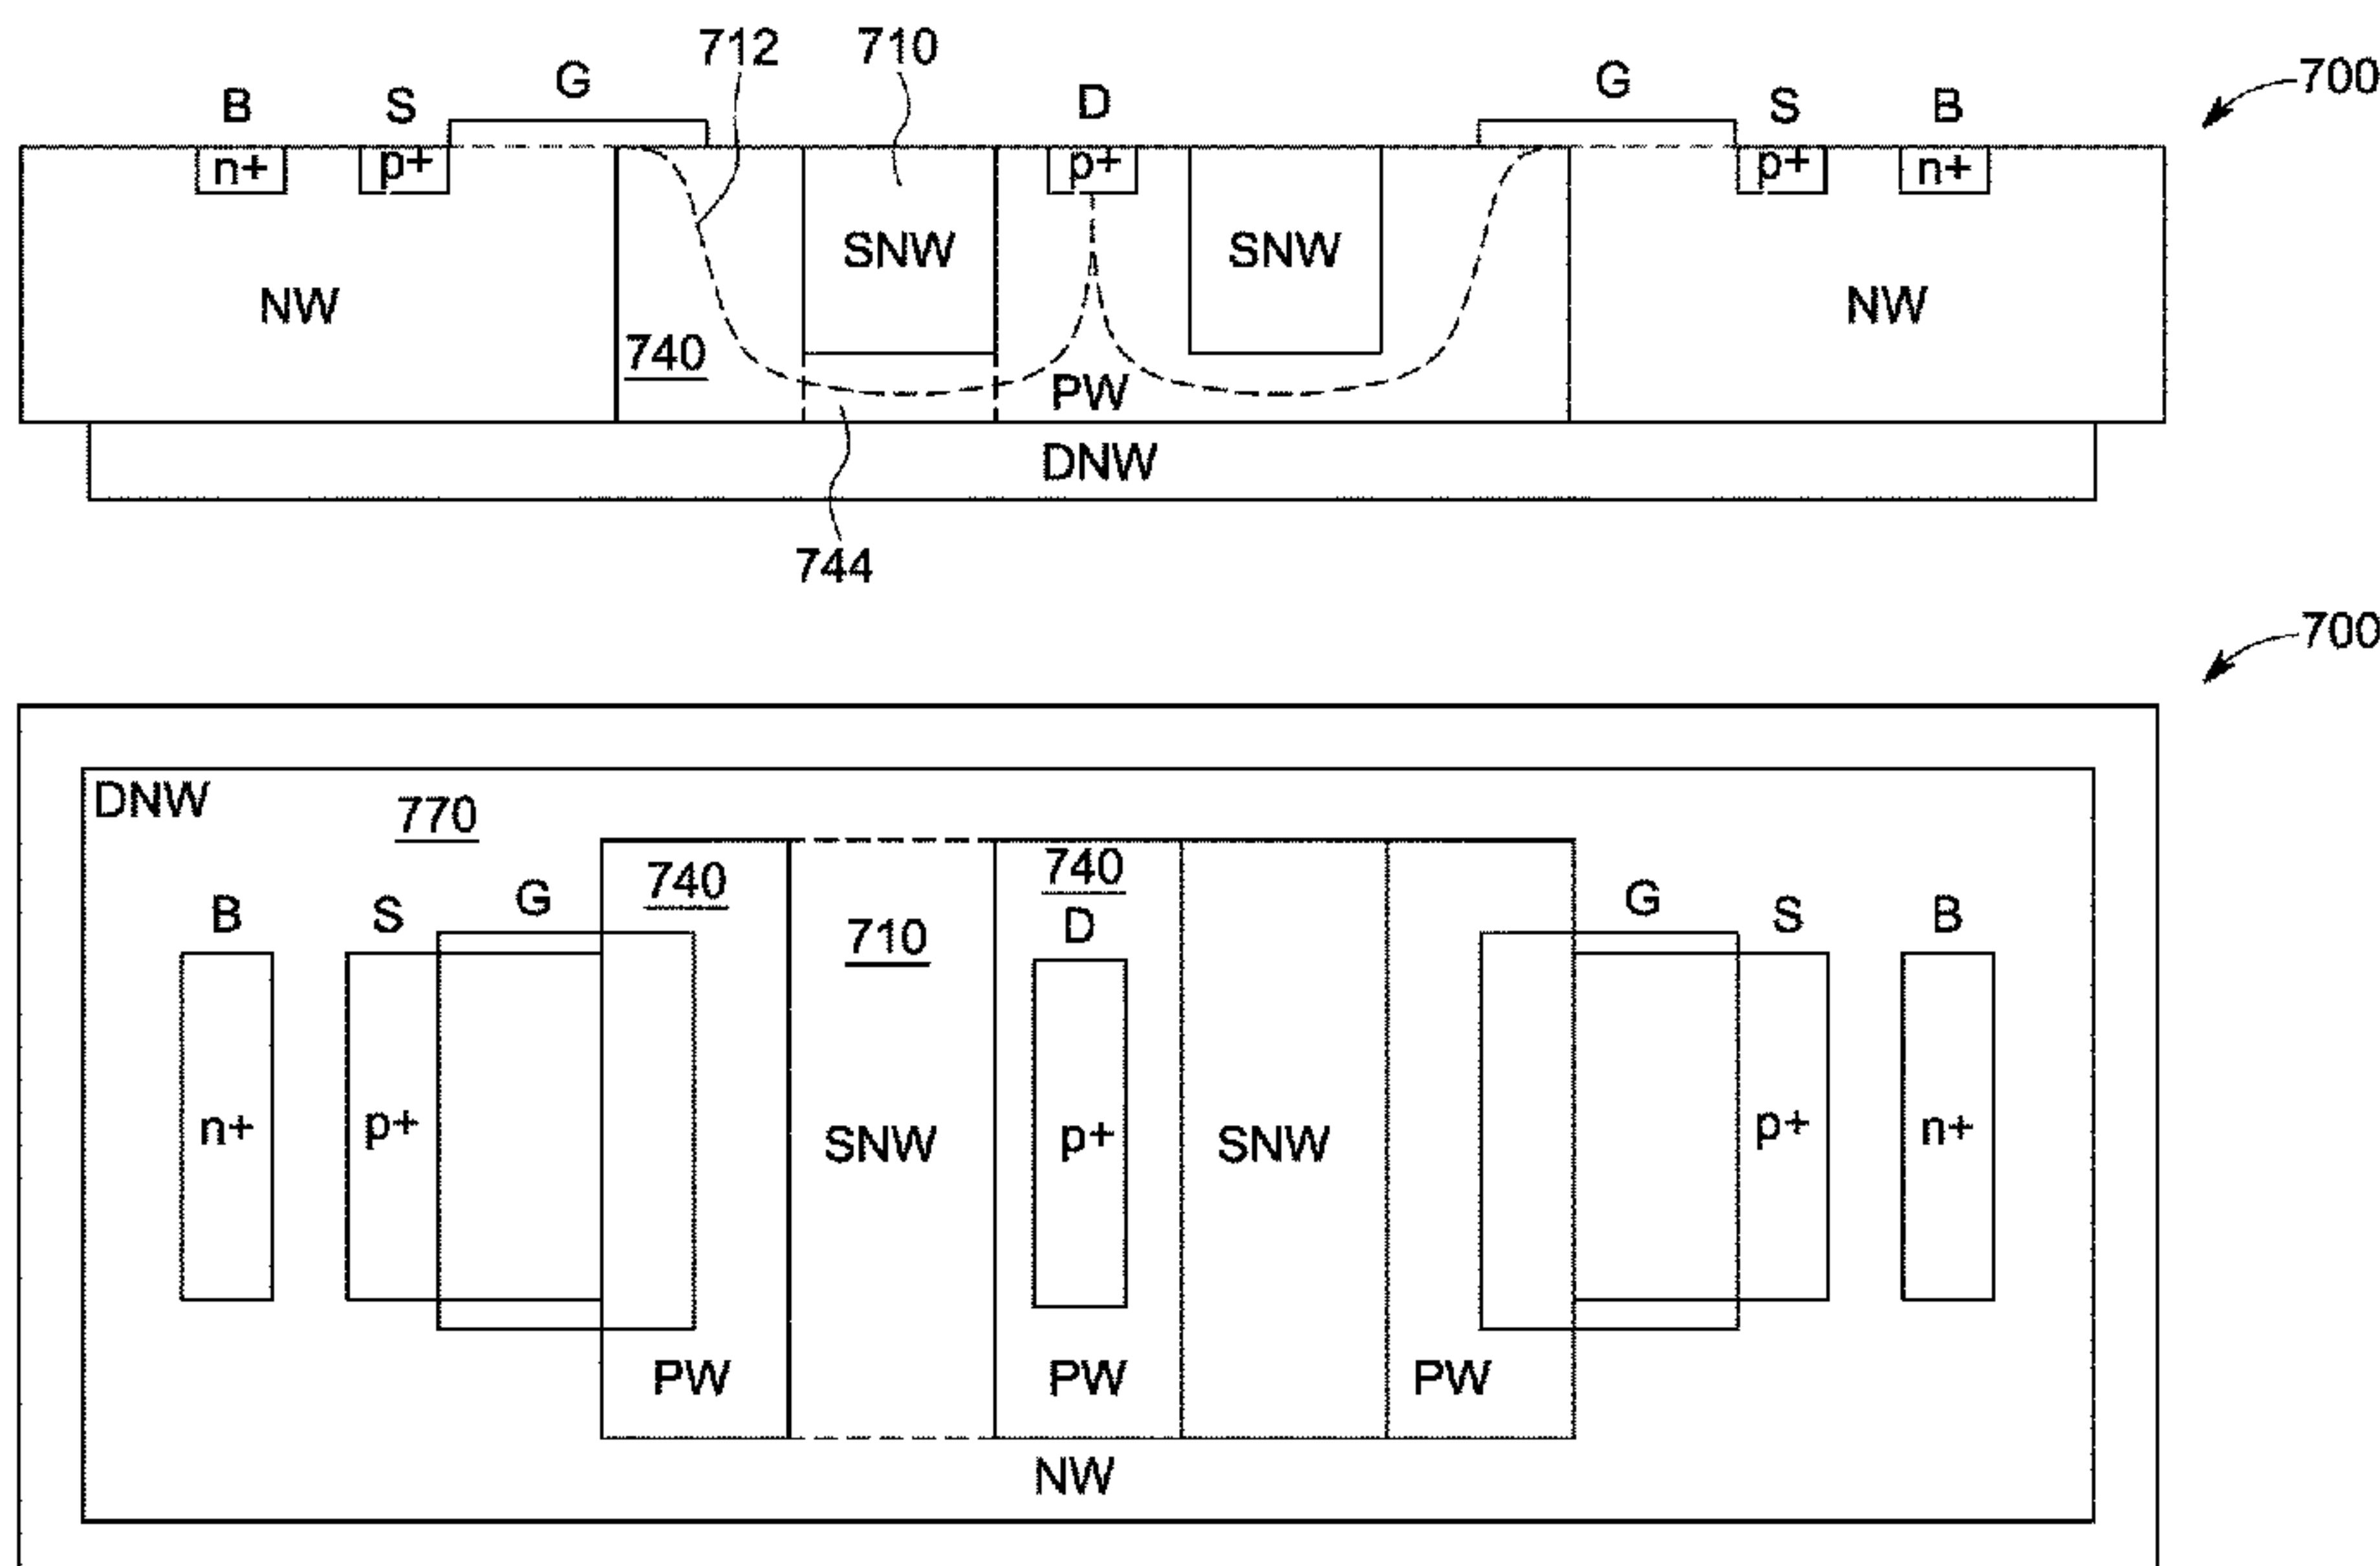 712 710
B S G D G S B 700
n+ p+ p+ p+ n+
SNW SNW
NW NW
740
PW
DNW
744
700
DNW 770
740 740
B S G 710 D G S B
n+ p+ SNW p+ SNW p+ n+
PW PW PW
NW